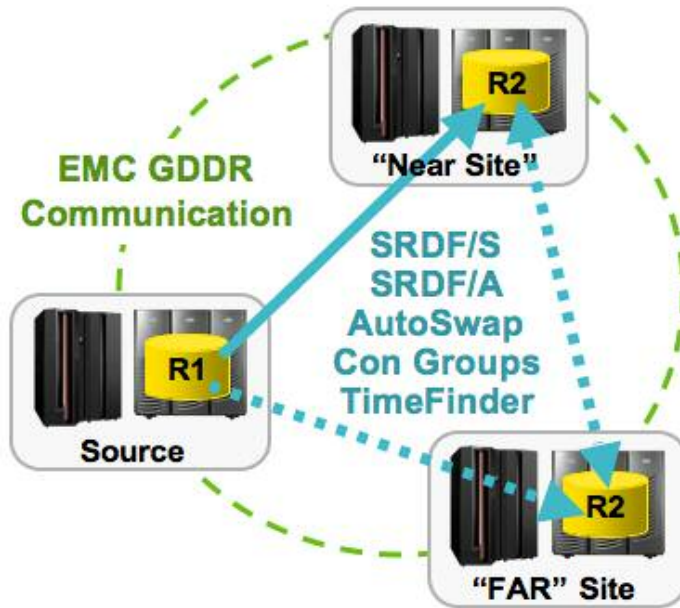 R2
“Near Site”
EMC GDDR
Communication
SRDF/S
SRDF/A
AutoSwap
Con Groups
TimeFinder
R1
Source
R2
“FAR” Site